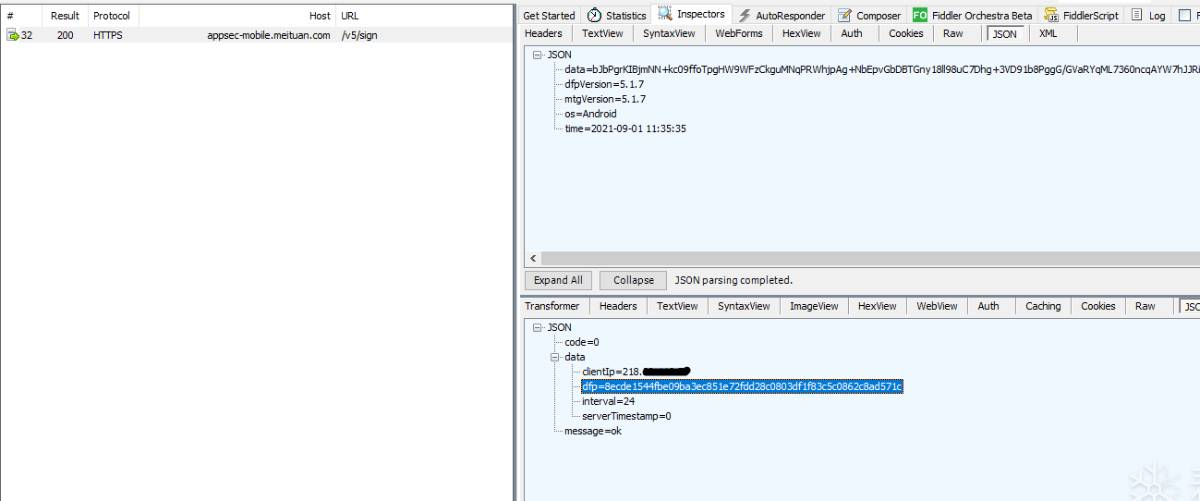 # Result Protocol Host URL
32 200 HTTPS appsec-mobile.meituan.com /v5/sign
Get Started Statistics Inspectors AutoResponder Composer FO Fiddler Orchestra Beta FiddlerScript Log
Headers TextView SyntaxView WebForms HexView Auth Cookies Raw JSON XML
JSON
data=bJbPgrKIBjmNN+kc09ffoTpgHW9WFzCkguMNqPRWhjpAg+NbEpvGbDBTGny18ll98uC7Dhg+3VD91b8PggG/GVaRYqML7360ncqAYW7hJJRi
dfpVersion=5.1.7
mtgVersion=5.1.7
os=Android
time=2021-09-01 11:35:35
Expand All Collapse JSON parsing completed.
Transformer Headers TextView SyntaxView ImageView HexView WebView Auth Caching Cookies Raw JSO
JSON
code=0
data
clientIp=218.
dfp=8ecde1544fbe09ba3ec851e72fdd28c0803df1f83c5c0862c8ad571c
interval=24
serverTimestamp=0
message=ok